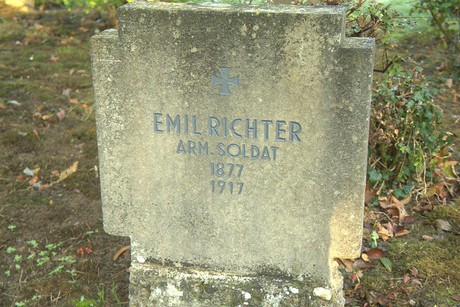 EMIL RICHTER
ARM. SOLDAT
1877
1917